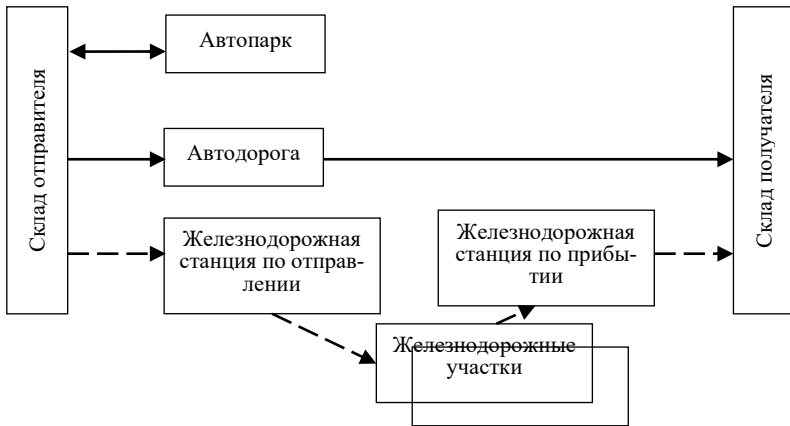 Склад отправителя
Автопарк
Автодорога
Железнодорожная
станция по отправ-
лении
Железнодорожная
станция по прибы-
тии
Железнодорожные
участки
Склад получателя